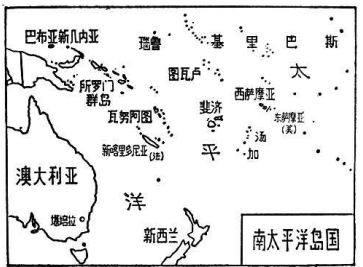 巴布亚新几内亚
瑙鲁
基里巴斯
图瓦卢
太
所罗门
群岛
西萨摩亚
东萨摩亚
(美)
斐济
瓦努阿图
汤
加
新喀里多尼亚(法)
平
澳大利亚
洋
堪培拉
新西兰
南太平洋岛国